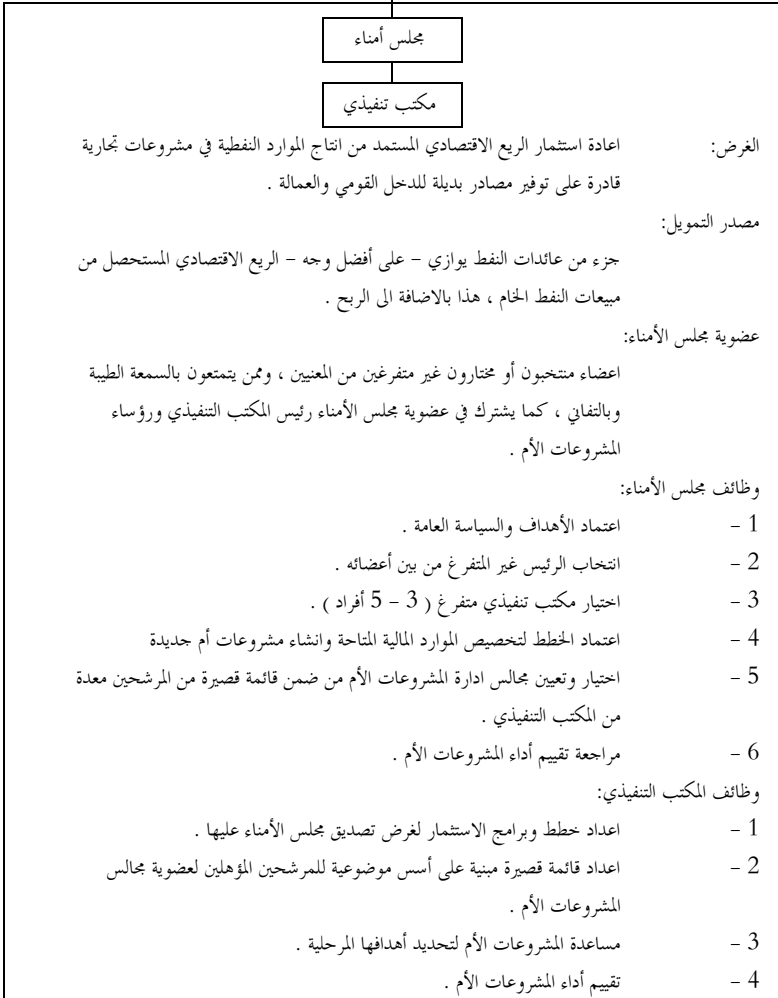 مجلس أمناء
مكتب تنفيذي
الغرض: اعادة استثمار الريع الاقتصادي المستمد من انتاج الموارد النفطية في مشروعات تجارية
قادرة على توفير مصادر بديلة للدخل القومي والعمالة .
مصدر التمويل:
جزء من عائدات النفط يوازي – على أفضل وجه – الريع الاقتصادي المستحصل من
مبيعات النفط الخام ، هذا بالاضافة الى الربح .
عضوية مجلس الأمناء:
اعضاء منتخبون أو مختارون غير متفرغين من المعنيين ، وممن يتمتعون بالسمعة الطيبة
وبالتفاني ، كما يشترك في عضوية مجلس الأمناء رئيس المكتب التنفيذي ورؤساء
المشروعات الأم .
وظائف مجلس الأمناء:
1 – اعتماد الأهداف والسياسة العامة .
2 – انتخاب الرئيس غير المتفرغ من بين أعضائه .
3 – اختيار مكتب تنفيذي متفرغ ( 3 – 5 أفراد ) .
4 – اعتماد الخطط لتخصيص الموارد المالية المتاحة وانشاء مشروعات أم جديدة
5 – اختيار وتعيين مجالس ادارة المشروعات الأم من ضمن قائمة قصيرة من المرشحين معدة
من المكتب التنفيذي .
6 – مراجعة تقييم أداء المشروعات الأم .
وظائف المكتب التنفيذي:
1 – اعداد خطط وبرامج الاستثمار لغرض تصديق مجلس الأمناء عليها .
2 – اعداد قائمة قصيرة مبنية على أسس موضوعية للمرشحين المؤهلين لعضوية مجالس
المشروعات الأم .
3 – مساعدة المشروعات الأم لتحديد أهدافها المرحلية .
4 – تقييم أداء المشروعات الأم .